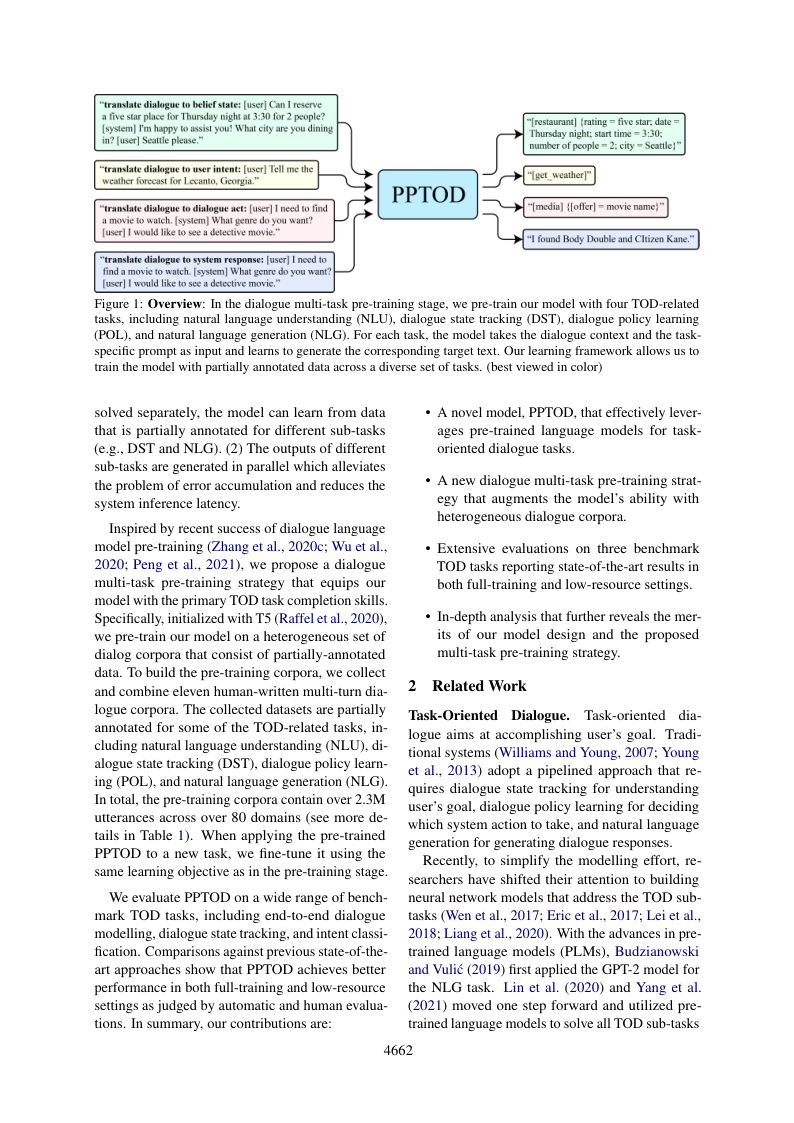 “translate dialogue to belief state: [user] Can I reserve
a five star place for Thursday night at 3:30 for 2 people?
[system] I'm happy to assist you! What city are you dining
in? [user] Seattle please.”
“translate dialogue to user intent: [user] Tell me the
weather forecast for Lecanto, Georgia.”
“translate dialogue to dialogue act: [user] I need to find
a movie to watch. [system] What genre do you want?
[user] I would like to see a detective movie.”
“translate dialogue to system response: [user] I need to
find a movie to watch. [system] What genre do you want?
[user] I would like to see a detective movie.”
PPTOD
“[restaurant] {rating = five star; date =
Thursday night; start time = 3:30;
number of people = 2; city = Seattle}”
“[get_weather]”
“[media] {[offer] = movie name}”
“I found Body Double and CItizen Kane.”
Figure 1: Overview: In the dialogue multi-task pre-training stage, we pre-train our model with four TOD-related
tasks, including natural language understanding (NLU), dialogue state tracking (DST), dialogue policy learning
(POL), and natural language generation (NLG). For each task, the model takes the dialogue context and the task-
specific prompt as input and learns to generate the corresponding target text. Our learning framework allows us to
train the model with partially annotated data across a diverse set of tasks. (best viewed in color)
solved separately, the model can learn from data
that is partially annotated for different sub-tasks
(e.g., DST and NLG). (2) The outputs of different
sub-tasks are generated in parallel which alleviates
the problem of error accumulation and reduces the
system inference latency.
Inspired by recent success of dialogue language
model pre-training (Zhang et al., 2020c; Wu et al.,
2020; Peng et al., 2021), we propose a dialogue
multi-task pre-training strategy that equips our
model with the primary TOD task completion skills.
Specifically, initialized with T5 (Raffel et al., 2020),
we pre-train our model on a heterogeneous set of
dialog corpora that consist of partially-annotated
data. To build the pre-training corpora, we collect
and combine eleven human-written multi-turn dia-
logue corpora. The collected datasets are partially
annotated for some of the TOD-related tasks, in-
cluding natural language understanding (NLU), di-
alogue state tracking (DST), dialogue policy learn-
ing (POL), and natural language generation (NLG).
In total, the pre-training corpora contain over 2.3M
utterances across over 80 domains (see more de-
tails in Table 1). When applying the pre-trained
PPTOD to a new task, we fine-tune it using the
same learning objective as in the pre-training stage.
We evaluate PPTOD on a wide range of bench-
mark TOD tasks, including end-to-end dialogue
modelling, dialogue state tracking, and intent classi-
fication. Comparisons against previous state-of-the-
art approaches show that PPTOD achieves better
performance in both full-training and low-resource
settings as judged by automatic and human evalua-
tions. In summary, our contributions are:
• A novel model, PPTOD, that effectively lever-
ages pre-trained language models for task-
oriented dialogue tasks.
• A new dialogue multi-task pre-training strat-
egy that augments the model's ability with
heterogeneous dialogue corpora.
• Extensive evaluations on three benchmark
TOD tasks reporting state-of-the-art results in
both full-training and low-resource settings.
• In-depth analysis that further reveals the mer-
its of our model design and the proposed
multi-task pre-training strategy.
2 Related Work
Task-Oriented Dialogue. Task-oriented dia-
logue aims at accomplishing user's goal. Tradi-
tional systems (Williams and Young, 2007; Young
et al., 2013) adopt a pipelined approach that re-
quires dialogue state tracking for understanding
user's goal, dialogue policy learning for deciding
which system action to take, and natural language
generation for generating dialogue responses.
Recently, to simplify the modelling effort, re-
searchers have shifted their attention to building
neural network models that address the TOD sub-
tasks (Wen et al., 2017; Eric et al., 2017; Lei et al.,
2018; Liang et al., 2020). With the advances in pre-
trained language models (PLMs), Budzianowski
and Vulić (2019) first applied the GPT-2 model for
the NLG task. Lin et al. (2020) and Yang et al.
(2021) moved one step forward and utilized pre-
trained language models to solve all TOD sub-tasks
4662